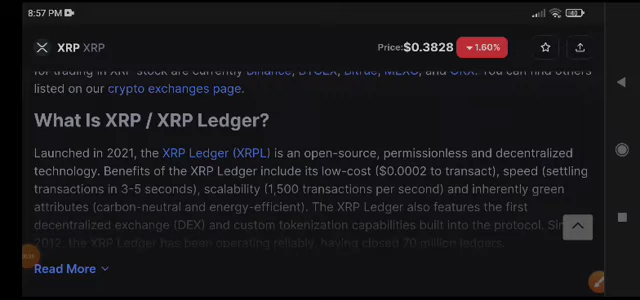 8:57 PM
XRP XRP Price:$0.3828 1.60%
for trading in XRP stock are currently Binance, BTCEX, Bitrue, MEXC, and OKX. You can find others
listed on our crypto exchanges page.
What Is XRP / XRP Ledger?
Launched in 2021, the XRP Ledger (XRPL) is an open-source, permissionless and decentralized
technology. Benefits of the XRP Ledger include its low-cost ($0.0002 to transact), speed (settling
transactions in 3-5 seconds), scalability (1,500 transactions per second) and inherently green
attributes (carbon-neutral and energy-efficient). The XRP Ledger also features the first
decentralized exchange (DEX) and custom tokenization capabilities built into the protocol. Sin
2012, the XRP Ledger has been operating reliably, having closed 70 million ledgers.
Read More